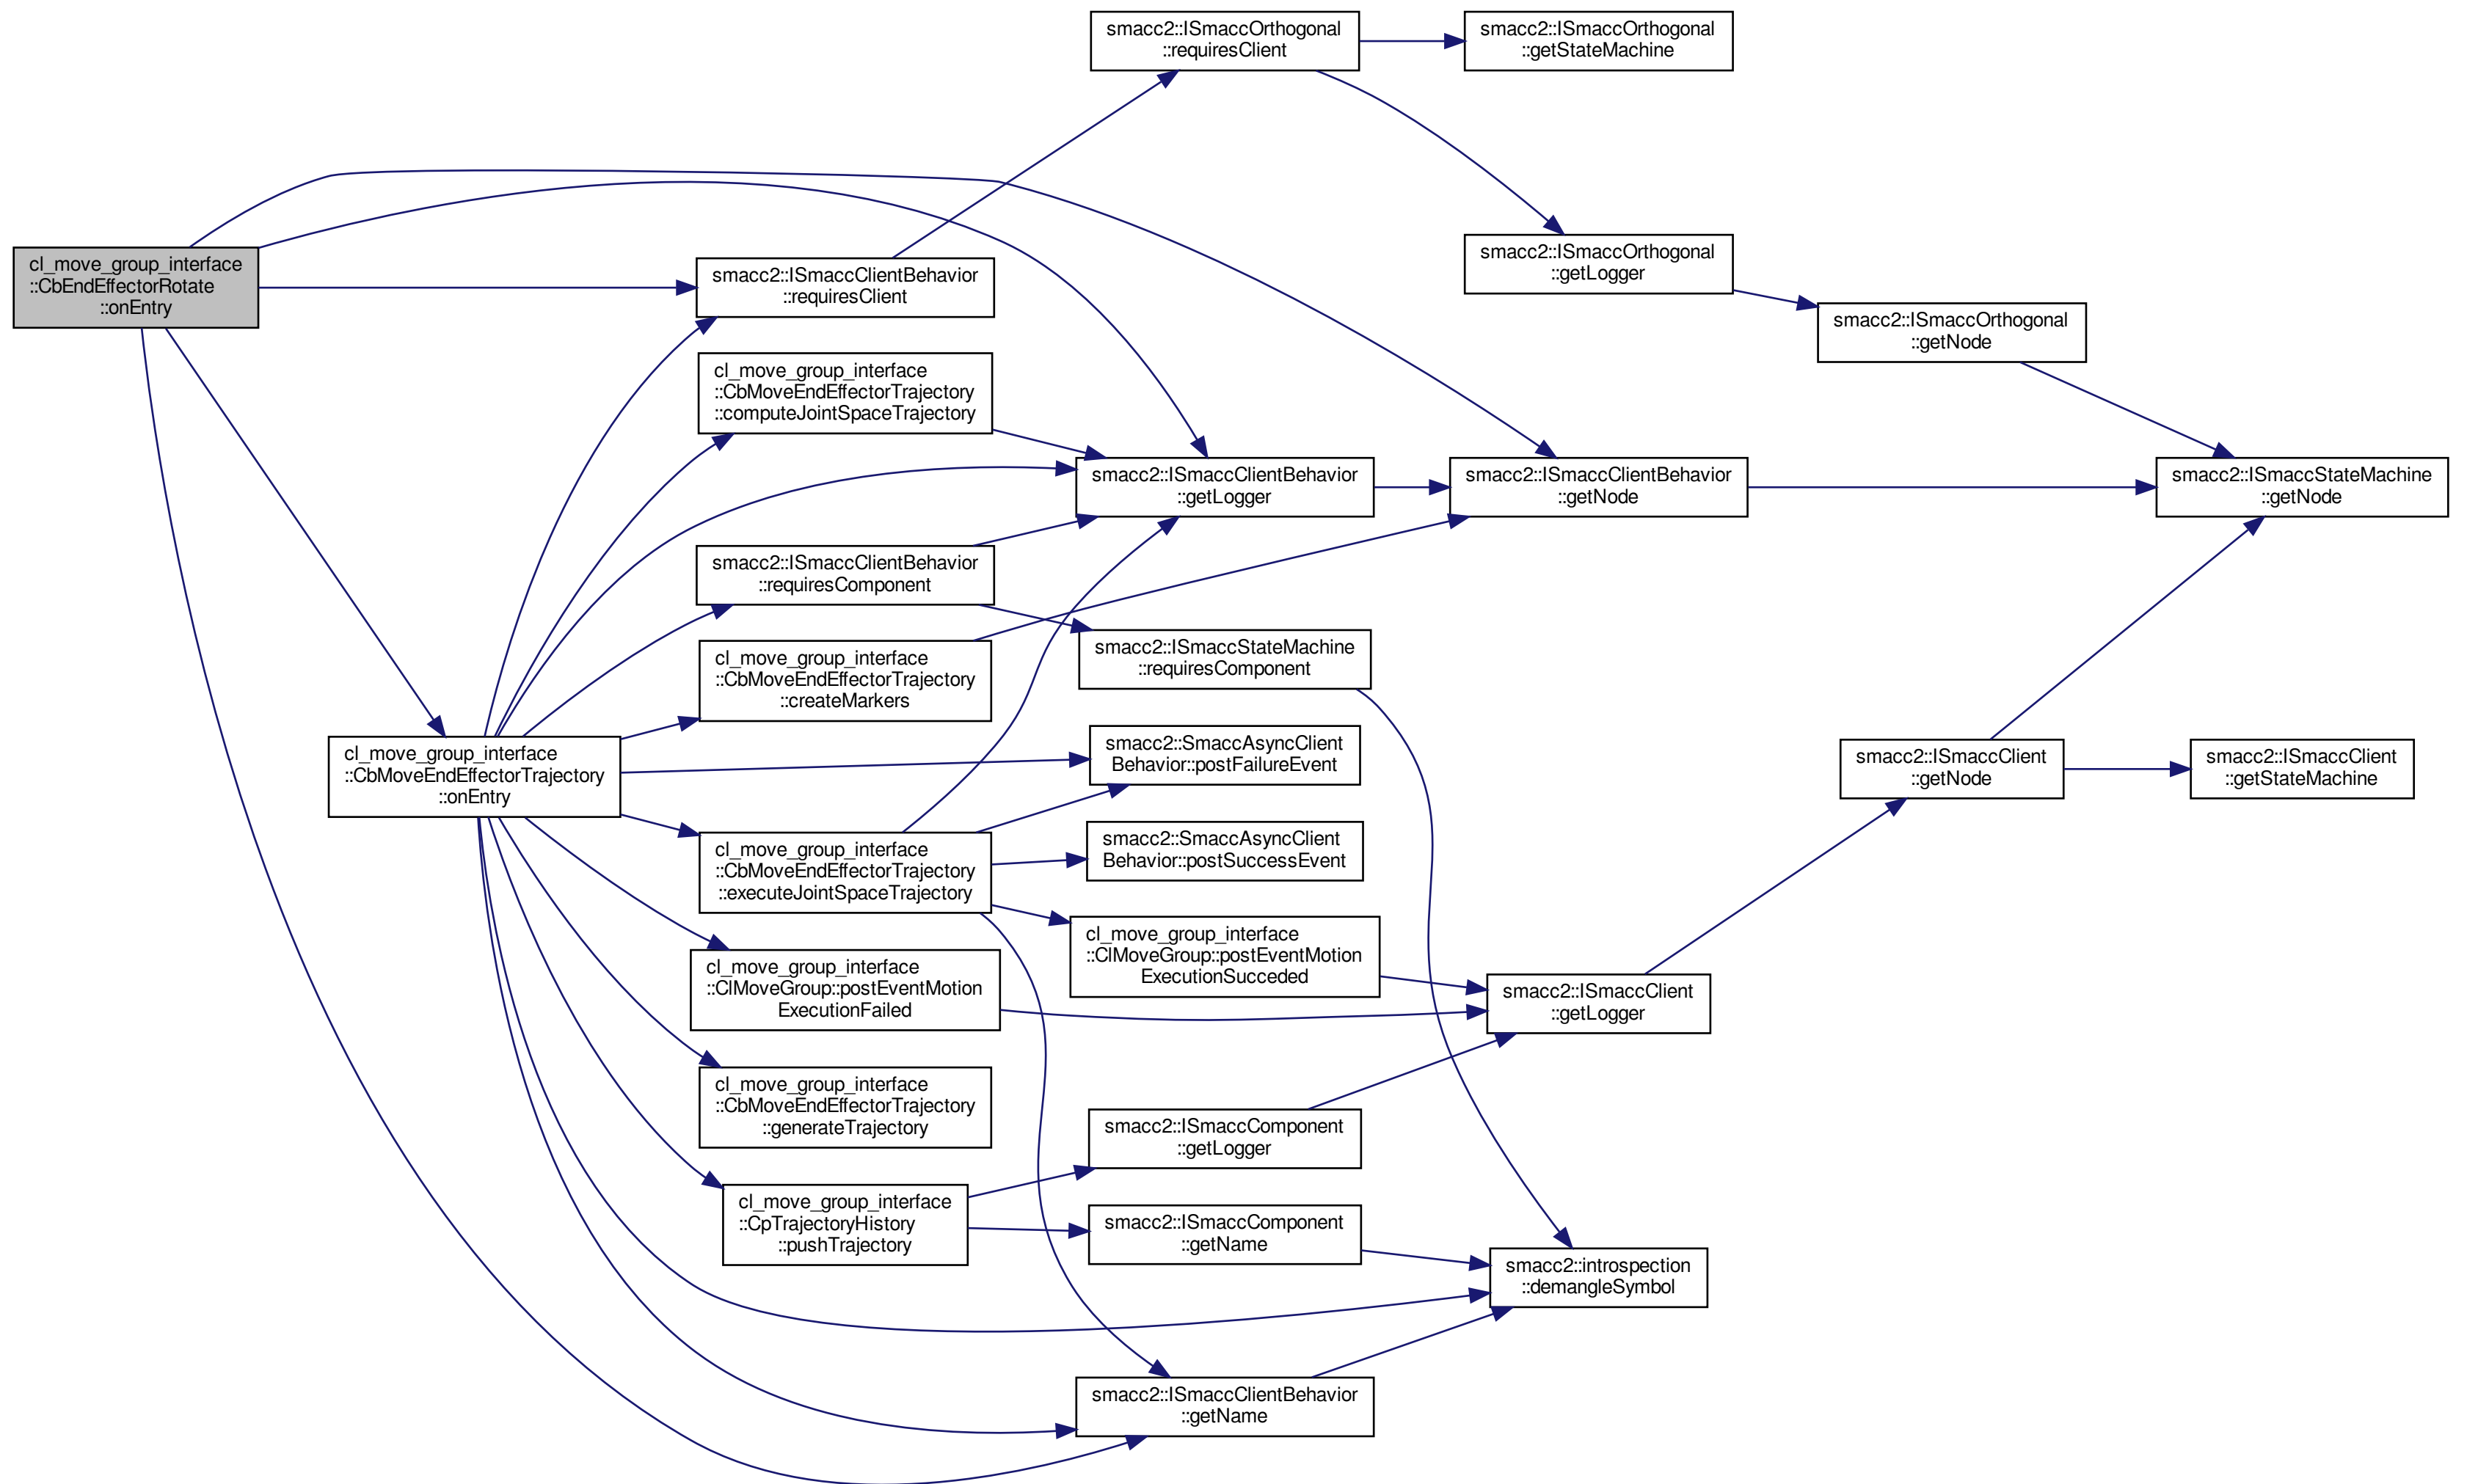 cl_move_group_interface
::CbEndEffectorRotate
::onEntry
cl_move_group_interface
::CbMoveEndEffectorTrajectory
::onEntry
smacc2::ISmaccClientBehavior
::requiresClient
cl_move_group_interface
::CbMoveEndEffectorTrajectory
::computeJointSpaceTrajectory
smacc2::ISmaccClientBehavior
::requiresComponent
cl_move_group_interface
::CbMoveEndEffectorTrajectory
::createMarkers
cl_move_group_interface
::CbMoveEndEffectorTrajectory
::executeJointSpaceTrajectory
cl_move_group_interface
::ClMoveGroup::postEventMotion
ExecutionFailed
cl_move_group_interface
::CbMoveEndEffectorTrajectory
::generateTrajectory
cl_move_group_interface
::CpTrajectoryHistory
::pushTrajectory
smacc2::ISmaccOrthogonal
::requiresClient
smacc2::ISmaccClientBehavior
::getLogger
smacc2::ISmaccStateMachine
::requiresComponent
smacc2::SmaccAsyncClient
Behavior::postFailureEvent
smacc2::SmaccAsyncClient
Behavior::postSuccessEvent
cl_move_group_interface
::ClMoveGroup::postEventMotion
ExecutionSucceded
smacc2::ISmaccComponent
::getLogger
smacc2::ISmaccComponent
::getName
smacc2::ISmaccClientBehavior
::getName
smacc2::ISmaccOrthogonal
::getStateMachine
smacc2::ISmaccOrthogonal
::getLogger
smacc2::ISmaccClientBehavior
::getNode
smacc2::ISmaccClient
::getLogger
smacc2::introspection
::demangleSymbol
smacc2::ISmaccOrthogonal
::getNode
smacc2::ISmaccClient
::getNode
smacc2::ISmaccStateMachine
::getNode
smacc2::ISmaccClient
::getStateMachine